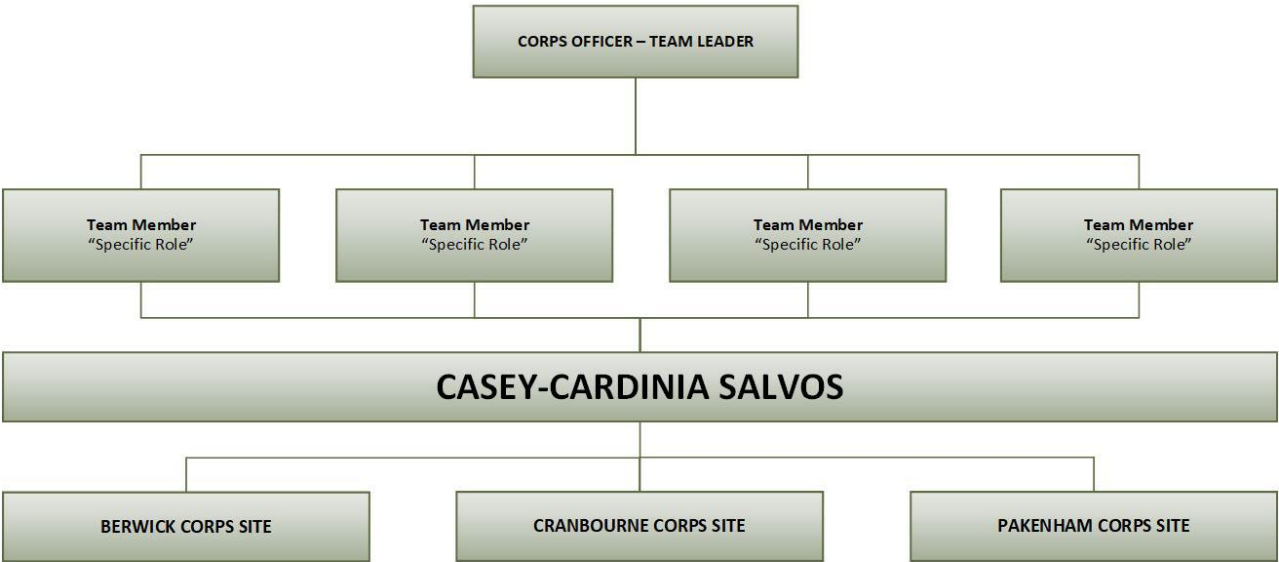 CORPS OFFICER – TEAM LEADER
Team Member
“Specific Role”
Team Member
“Specific Role”
Team Member
“Specific Role”
Team Member
“Specific Role”
CASEY-CARDINIA SALVOS
BERWICK CORPS SITE
CRANBOURNE CORPS SITE
PAKENHAM CORPS SITE